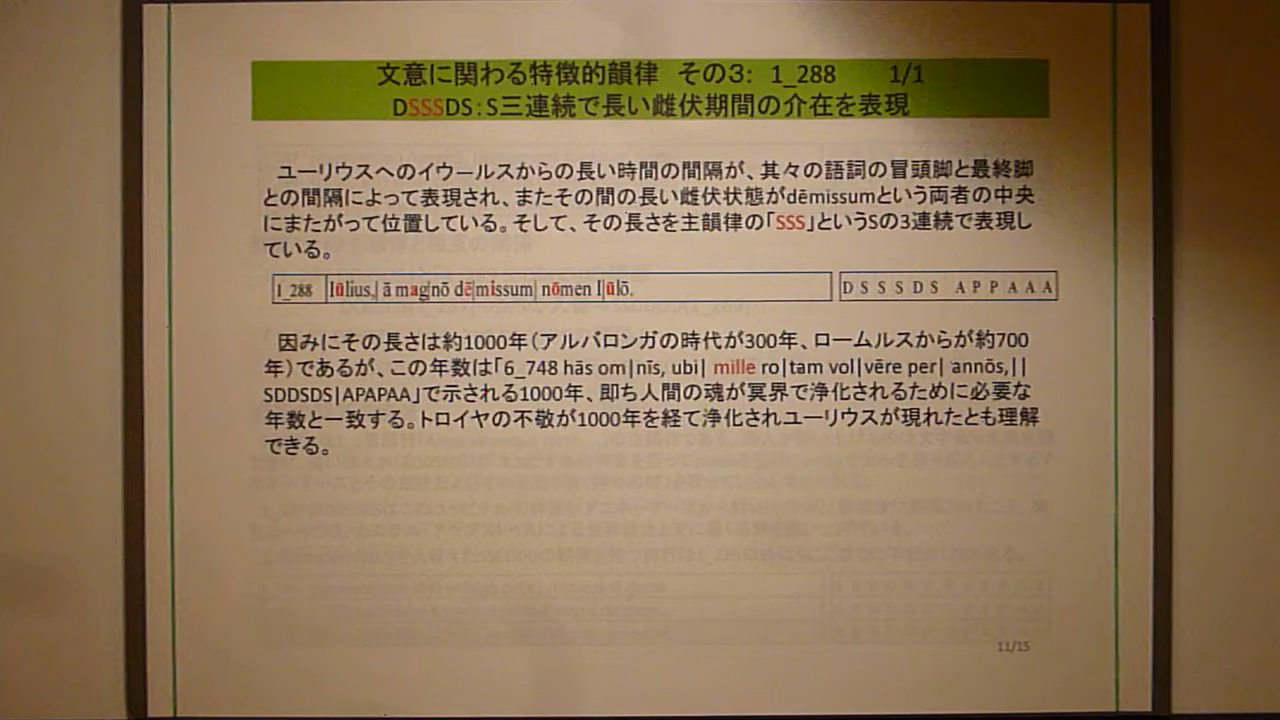 文意に関わる特徴的韻律 その3: 1_288 1/1
DSSSDS:S三連続で長い雌伏期間の介在を表現
ユーリウスへのイウールスからの長い時間の間隔が、其々の語詞の冒頭脚と最終脚
との間隔によって表現され、またその間の長い雌伏状態がdēmissumという両者の中央
にまたがって位置している。そして、その長さを主韻律の「SSS」というSの3連続で表現し
ている。
1_288 Iūlius,| ā mag|nō dē|missum| nōmen I|ūlō. D S S S D S A P P A A A
因みにその長さは約1000年(アルバロンガの時代が300年、ロームルスからが約700
年)であるが、この年数は「6_748 hās om|nīs, ubi| mīlle ro|tam vol|vēre per| annōs,||
SDDSDS|APAPAA」で示される1000年、即ち人間の魂が冥界で浄化されるために必要な
年数と一致する。トロイヤの不敬が1000年を経て浄化されユーリウスが現れたとも理解
できる。
11/15